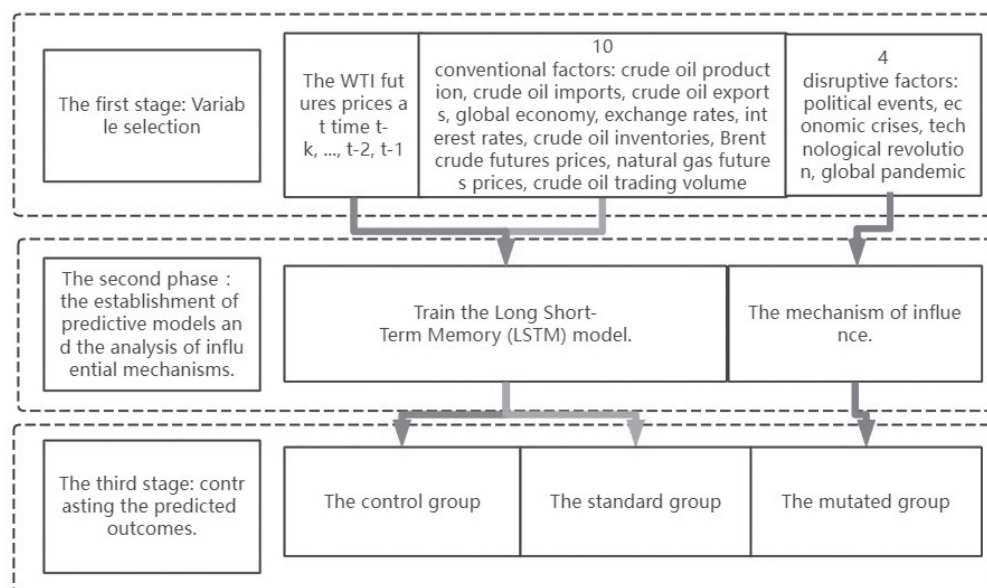 The first stage: Variab
le selection
The WTI fut
ures prices a
t time t-
k, ..., t-2, t-1
10
conventional factors: crude oil product
ion, crude oil imports, crude oil export
s, global economy, exchange rates, int
erest rates, crude oil inventories, Brent
crude futures prices, natural gas future
s prices, crude oil trading volume
4
disruptive factors:
political events, ec
onomic crises, tech
nological revolutio
n, global pandemic
The second phase：
the establishment of
predictive models an
d the analysis of influ
ential mechanisms.
Train the Long Short-
Term Memory (LSTM) model.
The mechanism of influe
nce.
The third stage: contr
asting the predicted
outcomes.
The control group
The standard group
The mutated group